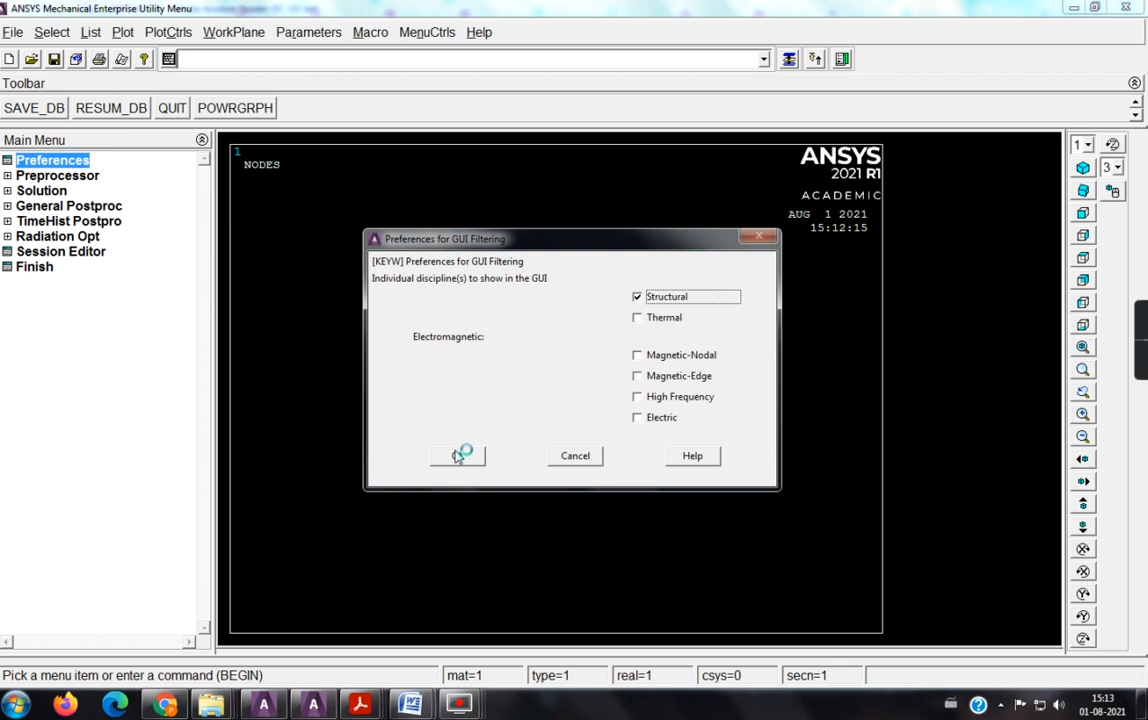 ANSYS Mechanical Enterprise Utility Menu
File Select List Plot PlotCtrls WorkPlane Parameters Macro MenuCtrls Help
Toolbar
SAVE_DB RESUM_DB QUIT POWRGRPH
Main Menu
Preferences
Preprocessor
Solution
General Postproc
TimeHist Postpro
Radiation Opt
Session Editor
Finish
1
NODES
ANSYS
2021 R1
ACADEMIC
AUG 1 2021
15:12:15
Preferences for GUI Filtering
[KEYW] Preferences for GUI Filtering
Individual discipline(s) to show in the GUI
Structural
Thermal
Electromagnetic:
Magnetic-Nodal
Magnetic-Edge
High Frequency
Electric
Cancel Help
1
3
Pick a menu item or enter a command (BEGIN) mat=1 type=1 real=1 csys=0 secn=1
15:13
01-08-2021